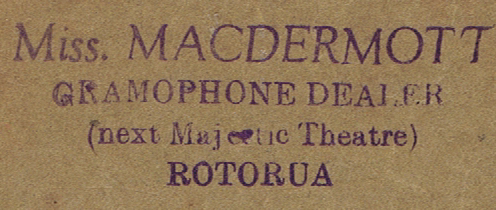 Miss. MACDERMOTT
GRAMOPHONE DEALER
(next Majestic Theatre)
ROTORUA